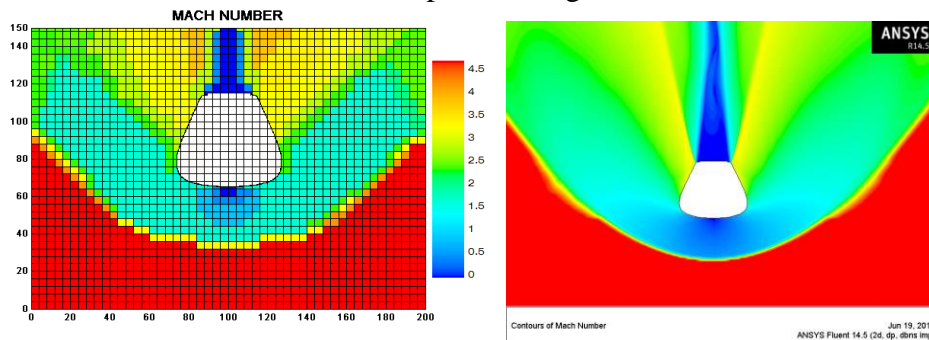 MACH NUMBER
150
140
120
100
80
60
40
20
0
0 20 40 60 80 100 120 140 160 180 200
4.5
4
3.5
3
2.5
2
1.5
1
0.5
0
ANSYS
R14.5
Contours of Mach Number
Jun 19, 201
ANSYS Fluent 14.5 (2d, dp, dbns imp